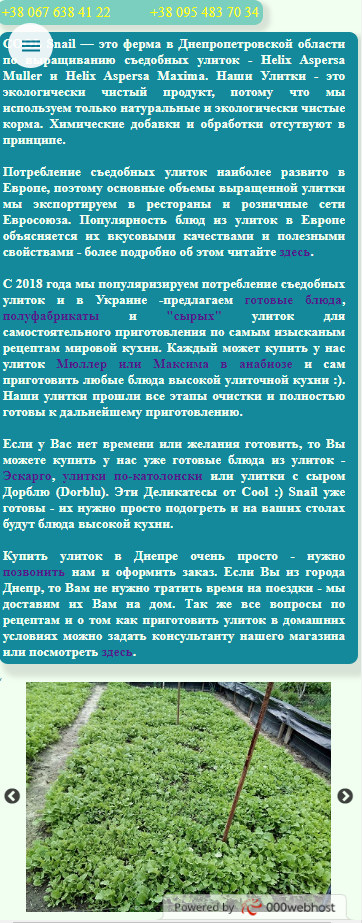 +38 067 638 41 22 +38 095 483 70 34
Snail — это ферма в Днепропетровской области
по выращиванию съедобных улиток - Helix Aspersa
Muller и Helix Aspersa Maxima. Наши Улитки - это
экологически чистый продукт, потому что мы
используем только натуральные и экологически чистые
корма. Химические добавки и обработки отсутвуют в
принципе.
Потребление съедобных улиток наиболее развито в
Европе, поэтому основные объемы выращенной улитки
мы экспортируем в рестораны и розничные сети
Евросоюза. Популярность блюд из улиток в Европе
объясняется их вкусовыми качествами и полезными
свойствами - более подробно об этом читайте здесь.
С 2018 года мы популяризируем потребление съедобных
улиток и в Украине -предлагаем готовые блюда,
полуфабрикаты и "сырых" улиток для
самостоятельного приготовления по самым изысканым
рецептам мировой кухни. Каждый может купить у нас
улиток Мюллер или Максима в анабиозе и сам
приготовить любые блюда высокой улиточной кухни :).
Наши улитки прошли все этапы очистки и полностью
готовы к дальнейшему приготовлению.
Если у Вас нет времени или желания готовить, то Вы
можете купить у нас уже готовые блюда из улиток -
Эскарго, улитки по-католонски или улитки с сыром
Дорблю (Dorblu). Эти Деликатесы от Cool :) Snail уже
готовы - их нужно просто подогреть и на ваших столах
будут блюда высокой кухни.
Купить улиток в Днепре очень просто - нужно
позвонить нам и оформить заказ. Если Вы из города
Днепр, то Вам не нужно тратить время на поездки - мы
доставим их Вам на дом. Так же все вопросы по
рецептам и о том как приготовить улиток в домашних
условиях можно задать консультанту нашего магазина
или посмотреть здесь.
Powered by 000webhost